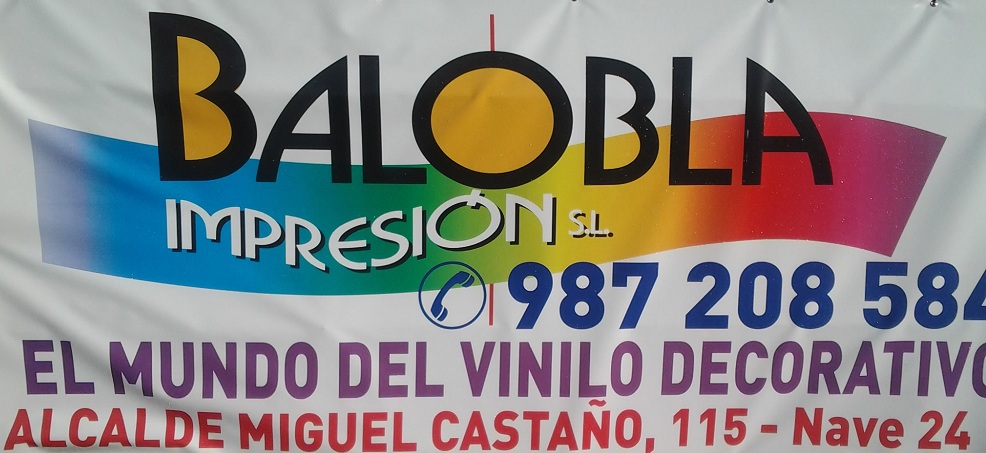 BALOBLA
IMPRESIÓN S.L.
987 208 584
EL MUNDO DEL VINILO DECORATIVO
ALCALDE MIGUEL CASTAÑO, 115 - Nave 24